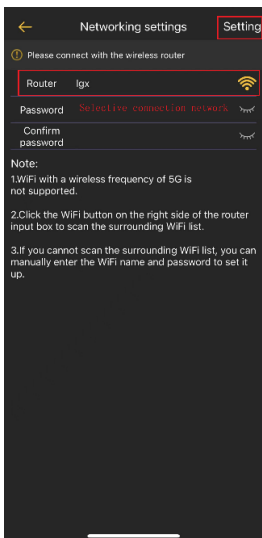 Networking settings Setting
Please connect with the wireless router
Router lgx
Password Selective connection network
Confirm
password
Note:
1.WiFi with a wireless frequency of 5G is
not supported.
2.Click the WiFi button on the right side of the router
input box to scan the surrounding WiFi list.
3.If you cannot scan the surrounding WiFi list, you can
manually enter the WiFi name and password to set it
up.